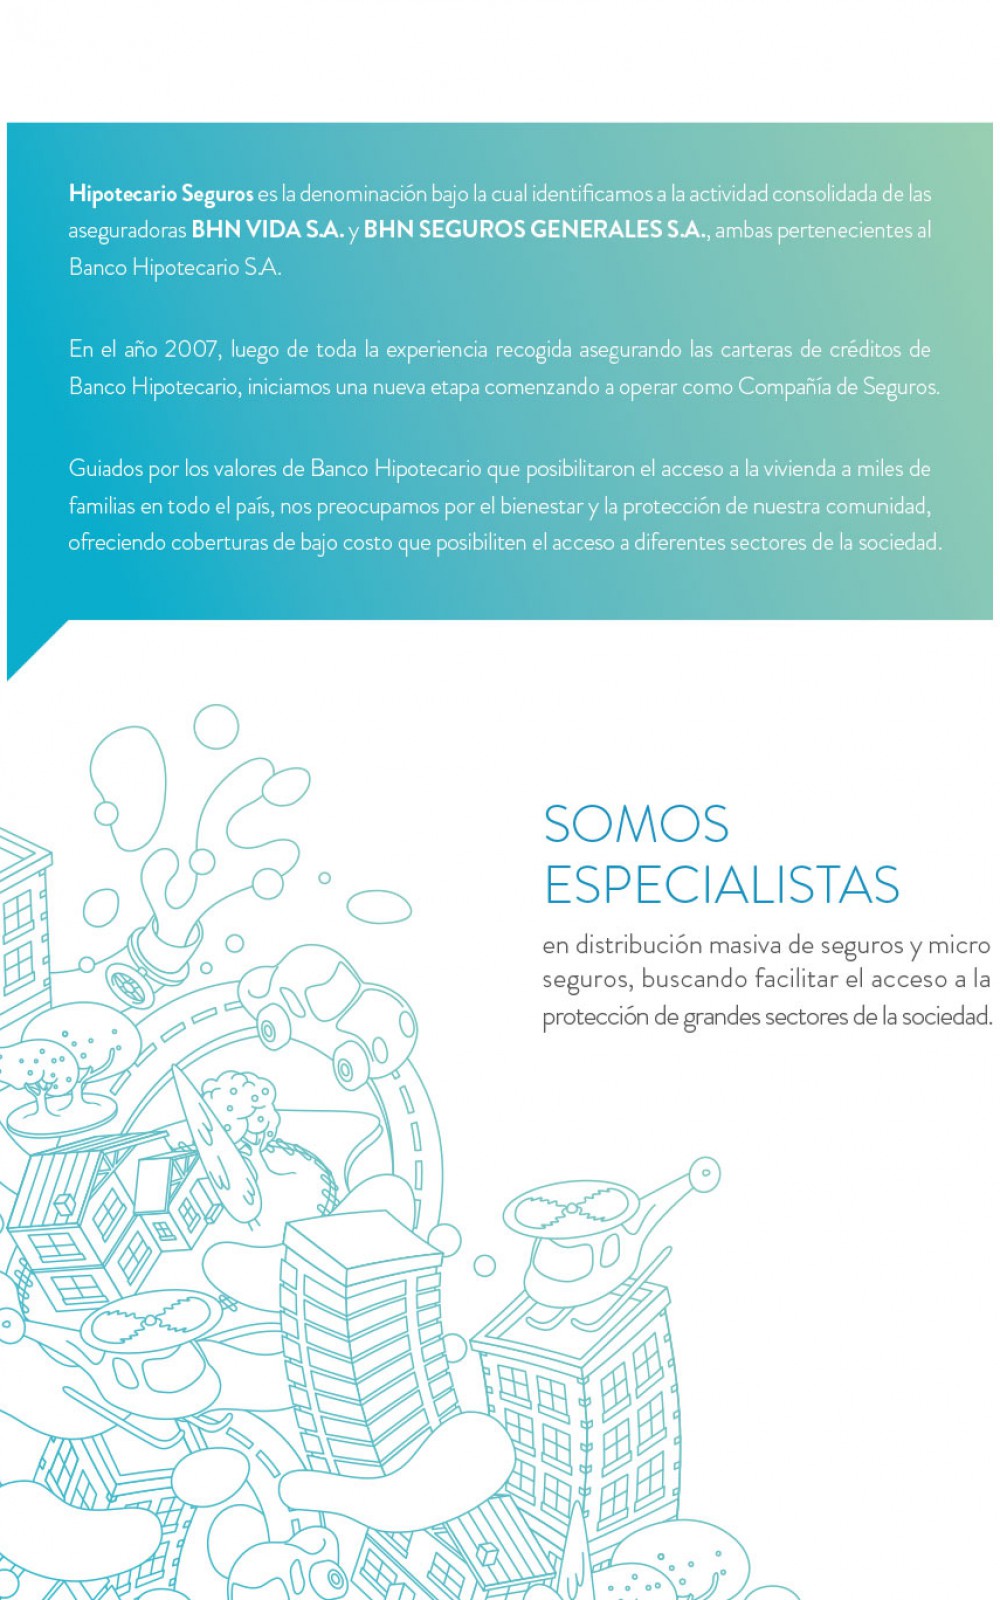 Hipotecario Seguros es la denominación bajo la cual identificamos a la actividad consolidada de las
aseguradoras BHN VIDA S.A. y BHN SEGUROS GENERALES S.A., ambas pertenecientes al
Banco Hipotecario S.A.
En el año 2007, luego de toda la experiencia recogida asegurando las carteras de créditos de
Banco Hipotecario, iniciamos una nueva etapa comenzando a operar como Compañía de Seguros.
Guiados por los valores de Banco Hipotecario que posibilitaron el acceso a la vivienda a miles de
familias en todo el país, nos preocupamos por el bienestar y la protección de nuestra comunidad,
ofreciendo coberturas de bajo costo que posibiliten el acceso a diferentes sectores de la sociedad.
SOMOS
ESPECIALISTAS
en distribución masiva de seguros y micro
seguros, buscando facilitar el acceso a la
protección de grandes sectores de la sociedad.